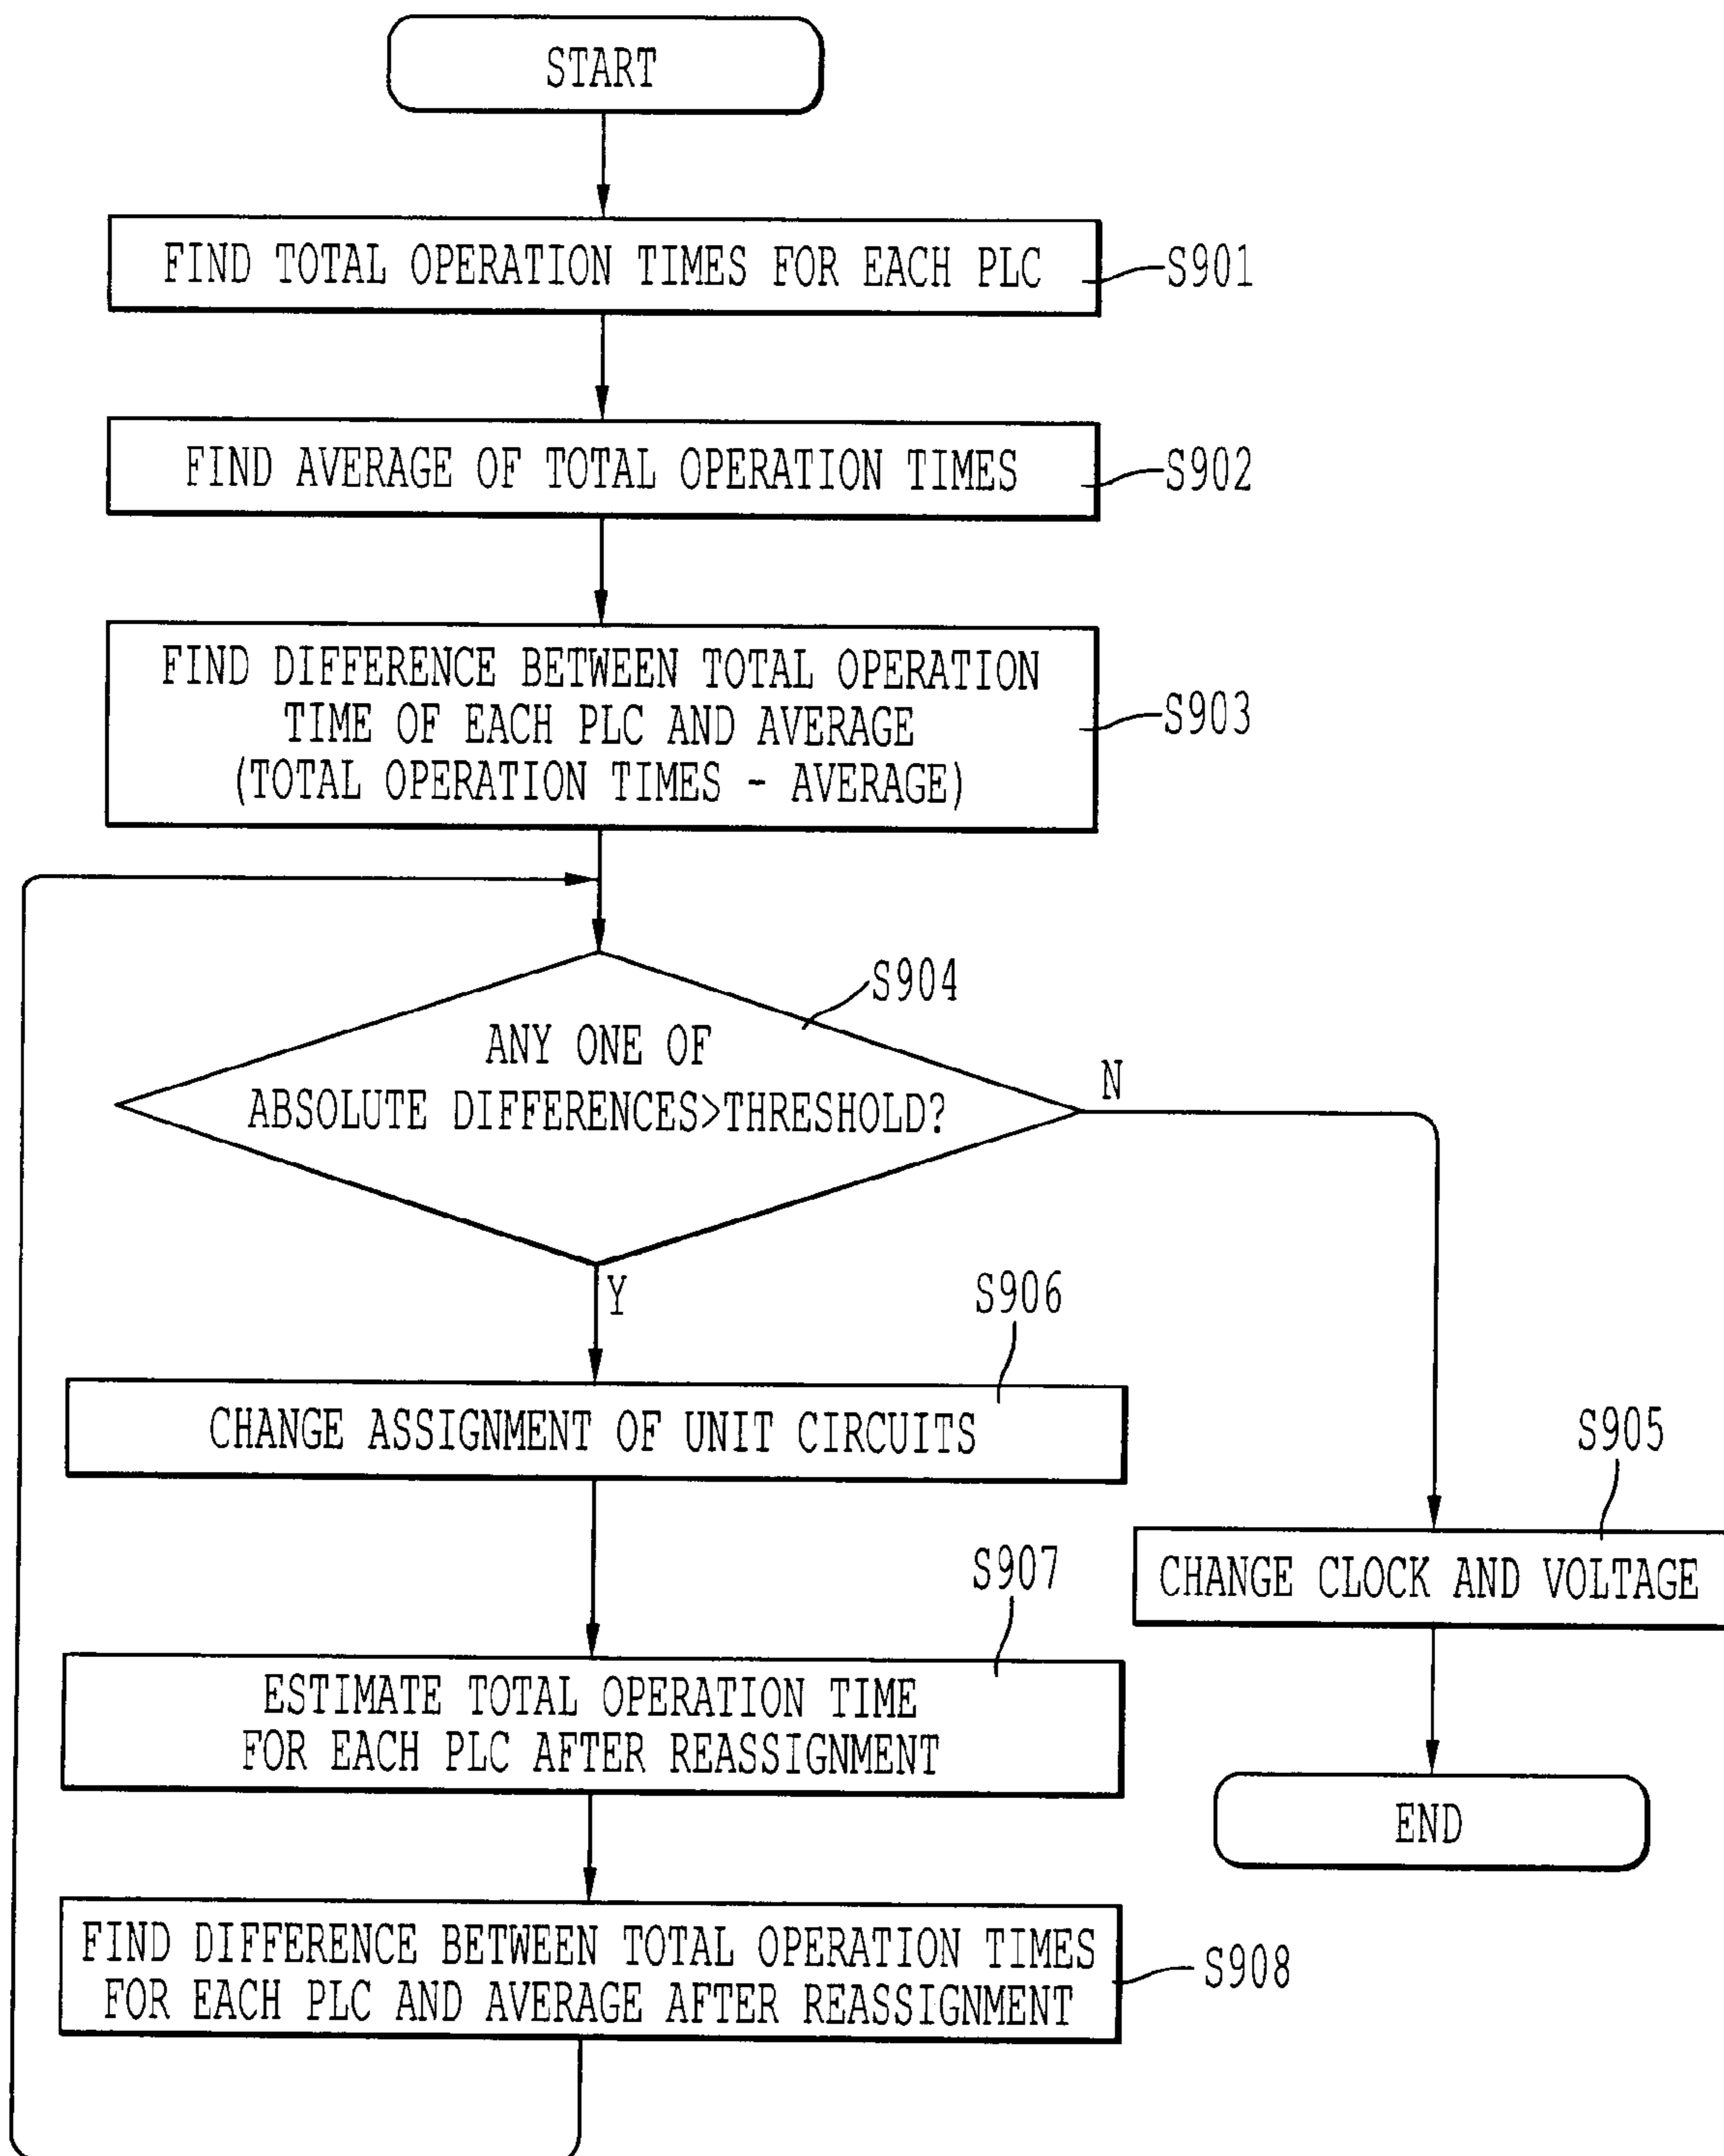 START
FIND TOTAL OPERATION TIMES FOR EACH PLC
S901
FIND AVERAGE OF TOTAL OPERATION TIMES
S902
FIND DIFFERENCE BETWEEN TOTAL OPERATION
TIME OF EACH PLC AND AVERAGE
(TOTAL OPERATION TIMES - AVERAGE)
S903
S904
ANY ONE OF
ABSOLUTE DIFFERENCES>THRESHOLD?
N
Y
S906
CHANGE ASSIGNMENT OF UNIT CIRCUITS
S905
CHANGE CLOCK AND VOLTAGE
S907
ESTIMATE TOTAL OPERATION TIME
FOR EACH PLC AFTER REASSIGNMENT
END
FIND DIFFERENCE BETWEEN TOTAL OPERATION TIMES
FOR EACH PLC AND AVERAGE AFTER REASSIGNMENT
S908